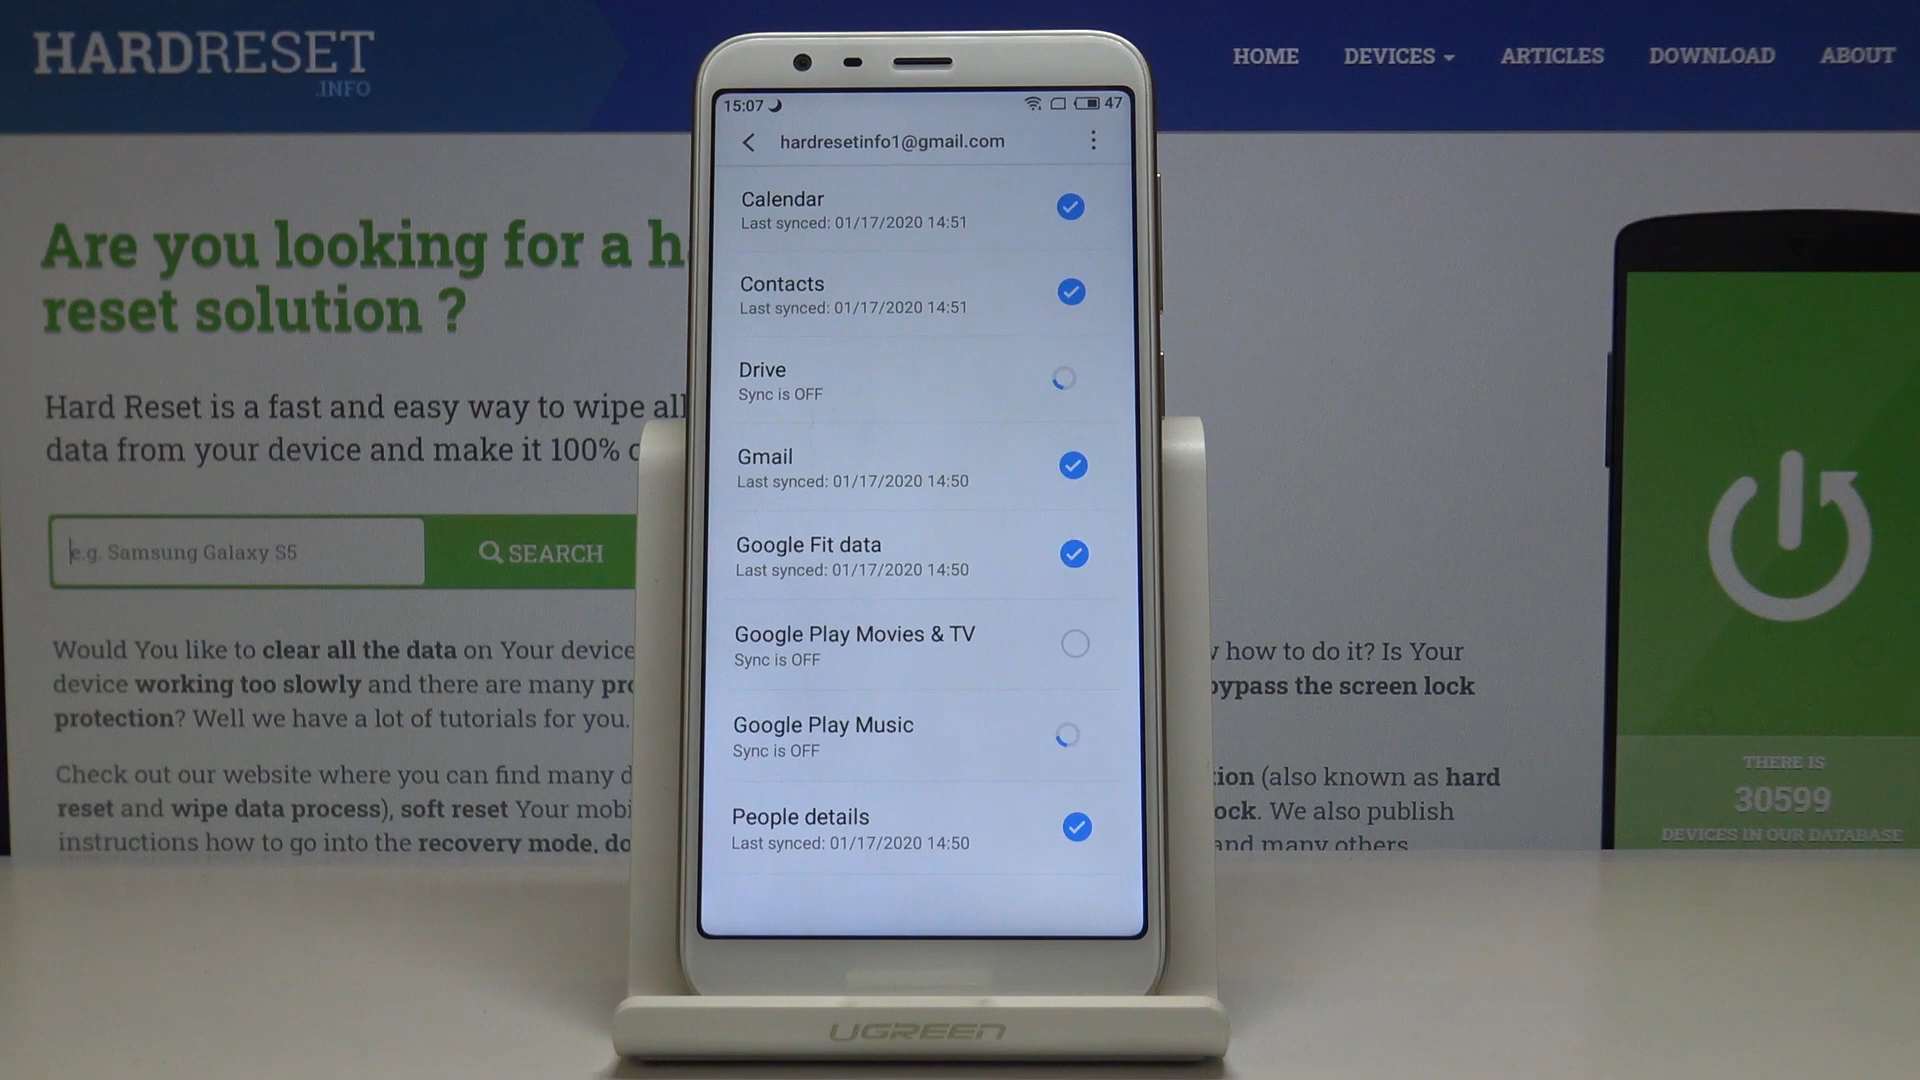 HARDRESET
.INFO
HOME DEVICES ARTICLES DOWNLOAD ABOUT
Are you looking for a h
reset solution ?
Hard Reset is a fast and easy way to wipe all
data from your device and make it 100%
e.g. Samsung Galaxy S5
SEARCH
Would You like to clear all the data on Your device
device working too slowly and there are many pro
protection? Well we have a lot of tutorials for you.
Check out our website where you can find many d
reset and wipe data process), soft reset Your mobi
instructions how to go into the recovery mode, do
15:07
47
hardresetinfo1@gmail.com
Calendar
Last synced: 01/17/2020 14:51
Contacts
Last synced: 01/17/2020 14:51
Drive
Sync is OFF
Gmail
Last synced: 01/17/2020 14:50
Google Fit data
Last synced: 01/17/2020 14:50
Google Play Movies & TV
Sync is OFF
Google Play Music
Sync is OFF
People details
Last synced: 01/17/2020 14:50
how to do it? Is Your
bypass the screen lock
tion (also known as hard
ock. We also publish
and many others
THERE IS
30599
DEVICES IN OUR DATABASE
UGREEN